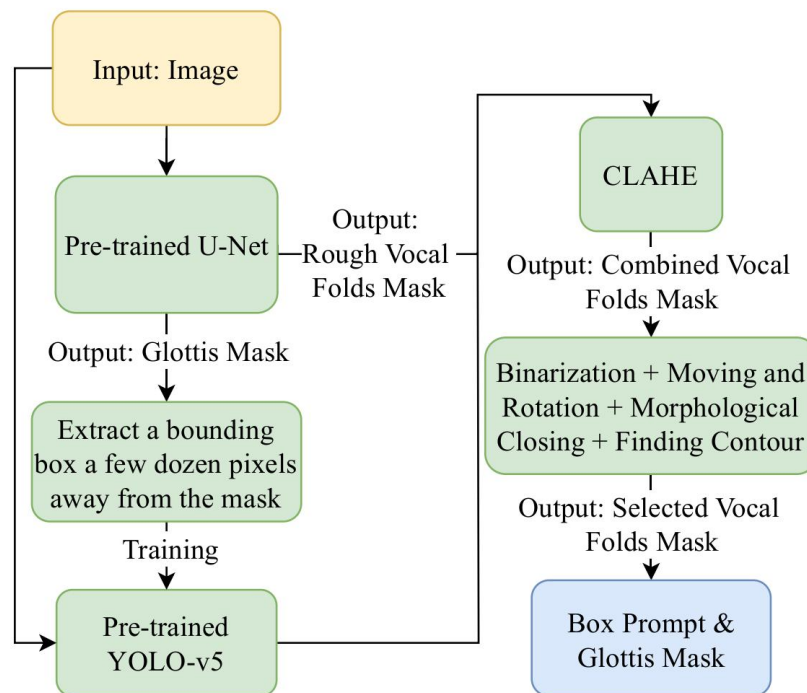 Input: Image
Pre-trained U-Net
Output:
Rough Vocal
Folds Mask
Output: Glottis Mask
Extract a bounding
box a few dozen pixels
away from the mask
Training
Pre-trained
YOLO-v5
CLAHE
Output: Combined Vocal
Folds Mask
Binarization + Moving and
Rotation + Morphological
Closing + Finding Contour
Output: Selected Vocal
Folds Mask
Box Prompt &
Glottis Mask